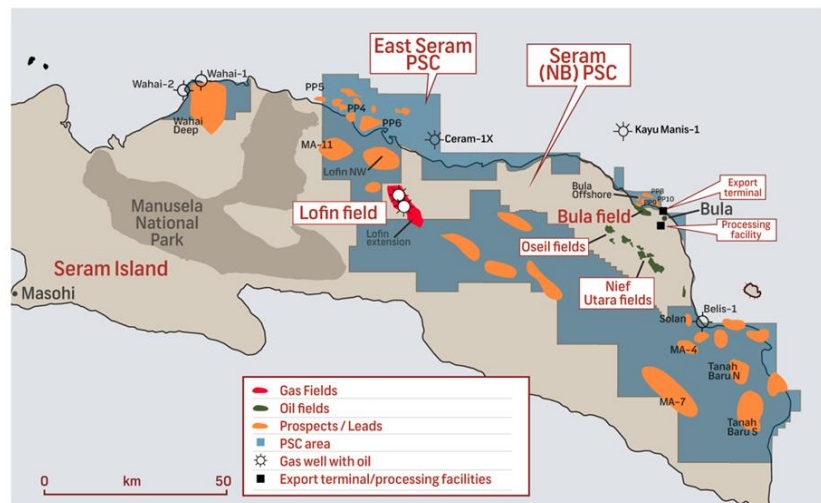 East Seram
PSC
Seram
(NB) PSC
Wahai-2
Wahai-1
Wahai
Deep
PP5
PP4
PP6
Ceram-1X
Kayu Manis-1
MA-11
Lofin NW
Manusela
National
Park
Lofin field
Lofin
extension
Bula
Offshore
PP8
PP9
PP10
Export
terminal
Bula field
Bula
Processing
facility
Oseil fields
Nief
Utara fields
Seram Island
Masohi
Solan
Belis-1
MA-4
Tanah
Baru N
MA-7
Tanah
Baru S
Gas Fields
Oil fields
Prospects / Leads
PSC area
Gas well with oil
Export terminal/processing facilities
0 km 50